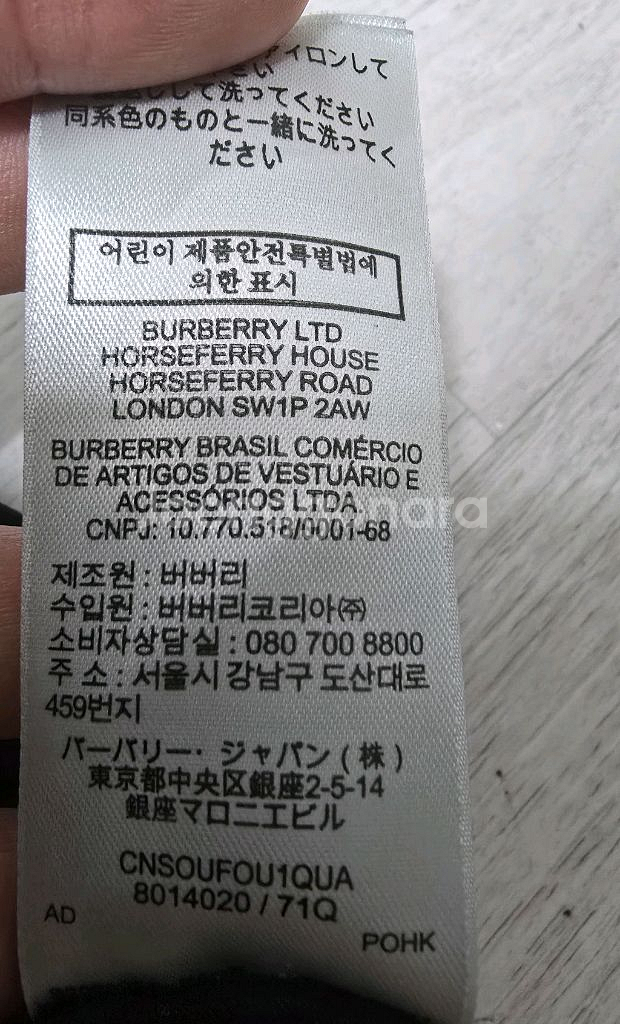 アイロンして
さい
して洗ってください
同系色のものと一緒に洗ってく
ださい
어린이 제품안전특별법에
의한 표시
BURBERRY LTD
HORSEFERRY HOUSE
HORSEFERRY ROAD
LONDON SW1P 2AW
BURBERRY BRASIL COMÉRCIO
DE ARTIGOS DE VESTUÁRIO E
ACESSÓRIOS LTDA
CNPJ: 10.770.518/0001-68
제조원 : 버버리
수입원 : 버버리코리아㈜
소비자상담실 : 080 700 8800
주 소 : 서울시 강남구 도산대로
459번지
バーバリー・ジャパン ( 株 )
東京都中央区銀座2-5-14
銀座マロニエビル
CNSOUFOU1QUA
8014020 / 71Q
AD
POHK